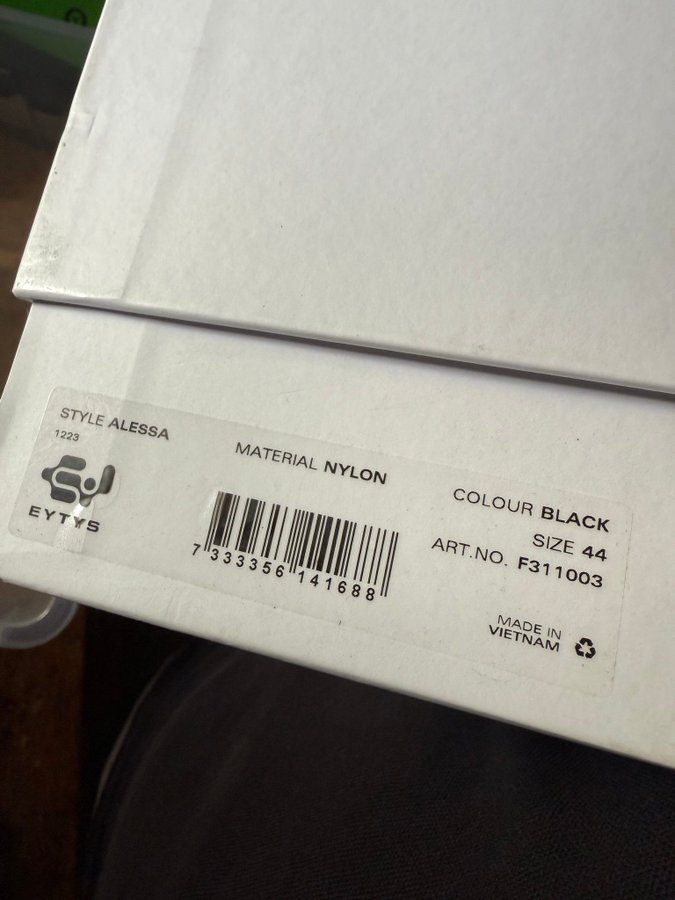 STYLE ALESSA
1223
EYTYS
MATERIAL NYLON
7 333356 141688
COLOUR BLACK
SIZE 44
ART.NO. F311003
MADE IN
VIETNAM